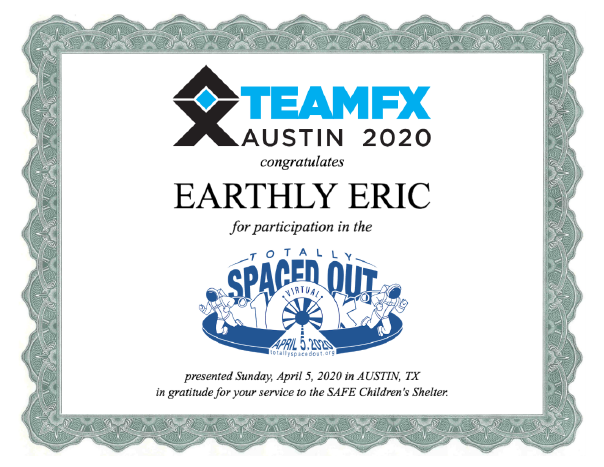 TEAMFX
AUSTIN 2020
congratulates
EARTHLY ERIC
for participation in the
TOTALLY
SPACED OUT
VIRTUAL
APRIL 5, 2020
totallyspacedout.org
presented Sunday, April 5, 2020 in AUSTIN, TX
in gratitude for your service to the SAFE Children's Shelter.